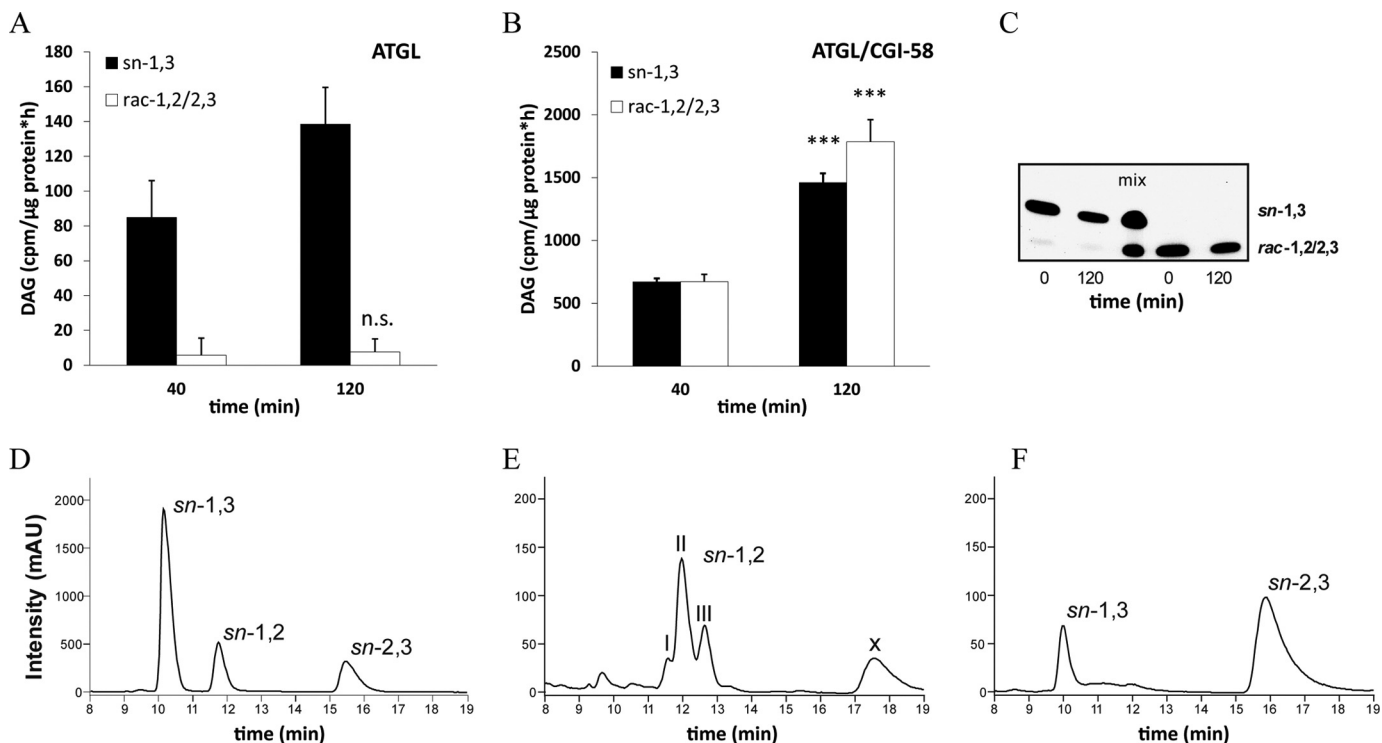 A
ATGL
sn-1,3
rac-1,2/2,3
DAG (cpm/µg protein*h)
180
160
140
120
100
80
60
40
20
0
n.s.
40
120
time (min)
B
ATGL/CGI-58
sn-1,3
rac-1,2/2,3
DAG (cpm/µg protein*h)
2500
2000
1500
1000
500
0
***
***
40
120
time (min)
C
mix
sn-1,3
rac-1,2/2,3
0 120 0 120
time (min)
D
Intensity (mAU)
2000
1500
1000
500
0
sn-1,3
sn-1,2
sn-2,3
8 9 10 11 12 13 14 15 16 17 18 19
time (min)
E
200
150
100
50
0
I
II
III
sn-1,2
x
8 9 10 11 12 13 14 15 16 17 18 19
time (min)
F
200
150
100
50
0
sn-1,3
sn-2,3
8 9 10 11 12 13 14 15 16 17 18 19
time (min)